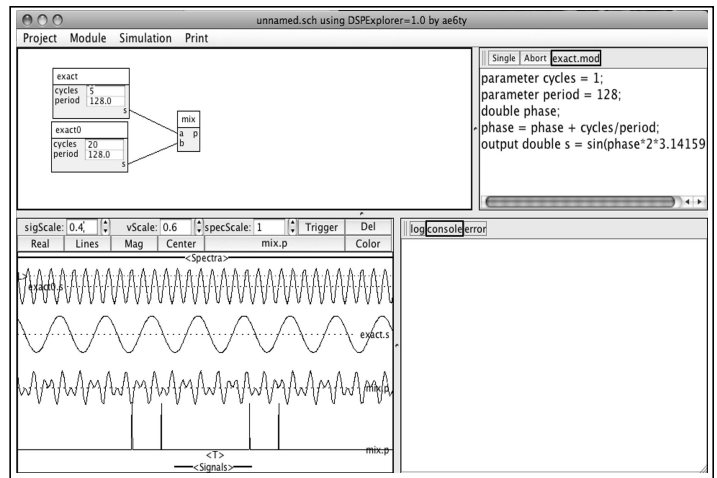 unnamed.sch using DSPExplorer=1.0 by ae6ty
Project Module Simulation Print
exact
cycles 5
period 128.0
s
exact0
cycles 20
period 128.0
s
mix
a p
b
Single Abort exact.mod
parameter cycles = 1;
parameter period = 128;
double phase;
phase = phase + cycles/period;
output double s = sin(phase*2*3.14159
sigScale: 0.4 vScale: 0.6 specScale: 1 Trigger Del
Real Lines Mag Center mix.p Color
<Spectra>
exact0.s
exact.s
mix.p
mix.p
<T>
<Signals>
log console error